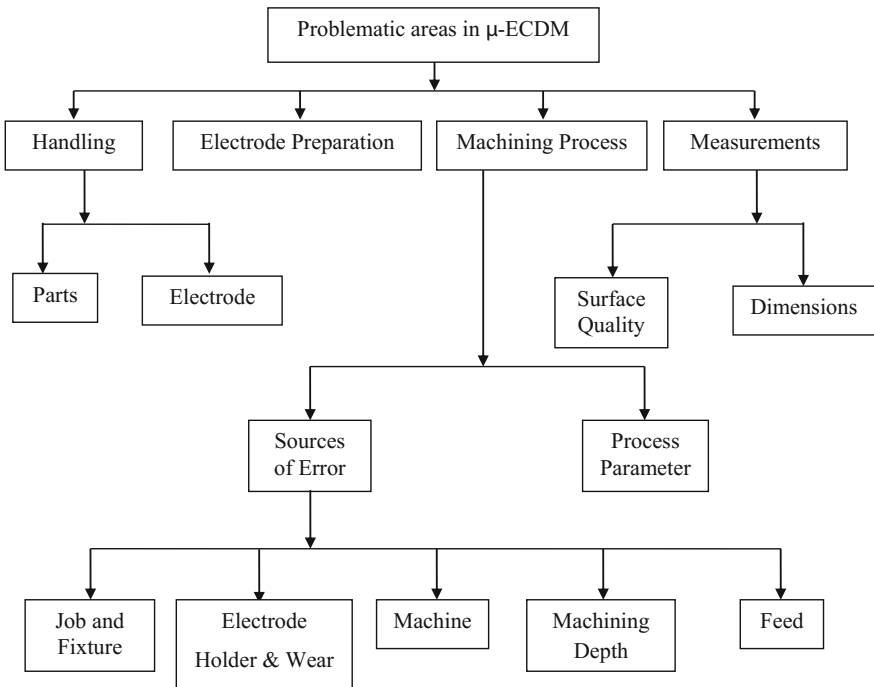 Problematic areas in µ-ECDM
Handling
Electrode Preparation
Machining Process
Measurements
Parts
Electrode
Surface
Quality
Dimensions
Sources
of Error
Process
Parameter
Job and
Fixture
Electrode
Holder & Wear
Machine
Machining
Depth
Feed